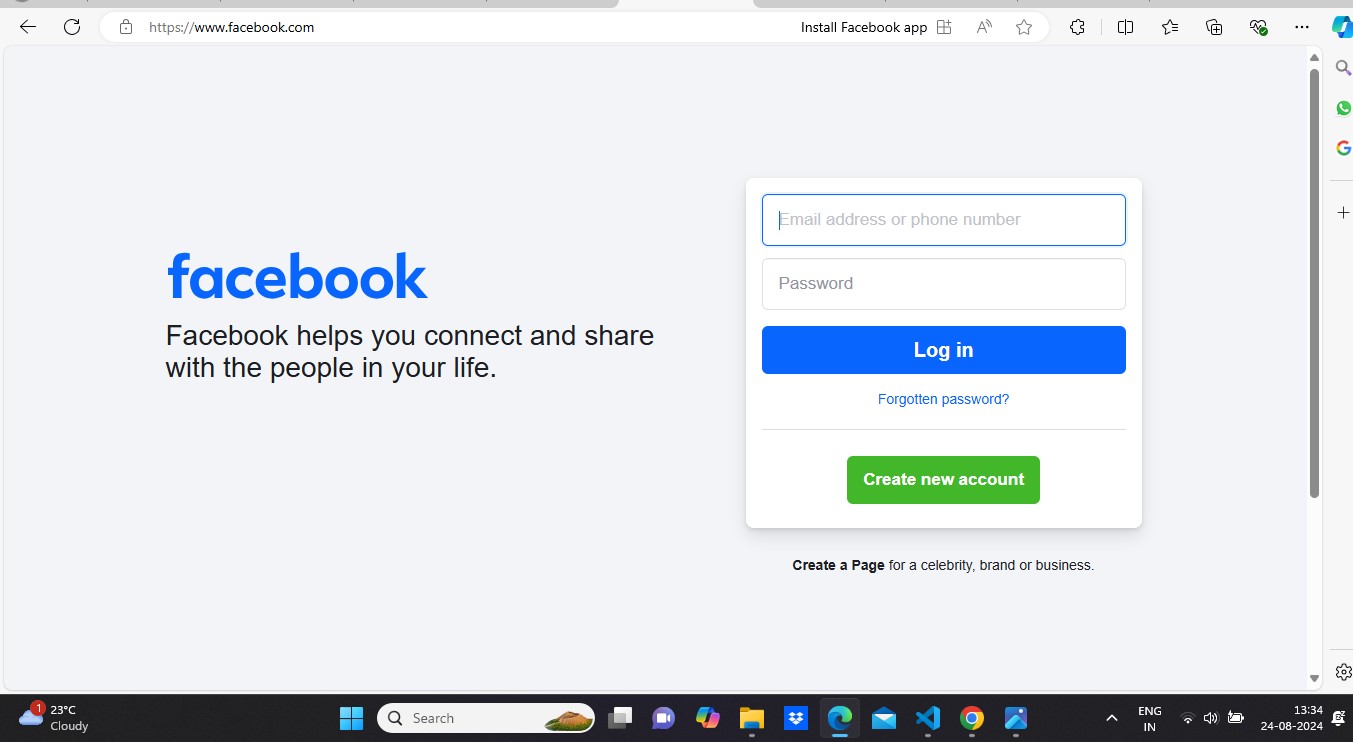 https://www.facebook.com
Install Facebook app
facebook
Facebook helps you connect and share
with the people in your life.
Email address or phone number
Password
Log in
Forgotten password?
Create new account
Create a Page for a celebrity, brand or business.
1
23°C
Cloudy
Search
ENG
IN
13:34
24-08-2024